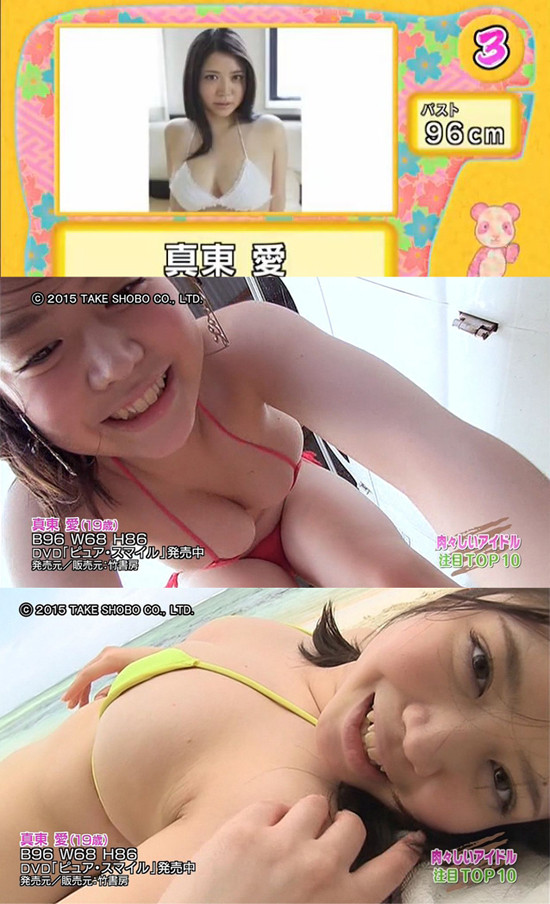 3
バスト
96cm
真東 愛
© 2015 TAKE SHOBO CO., LTD.
真東 愛(19歳)
B96 W68 H86
DVD「ピュア・スマイル」発売中
発売元/販売元:竹書房
肉々しいアイドル
注目TOP10
© 2015 TAKE SHOBO CO., LTD.
真東 愛(19歳)
B96 W68 H86
DVD「ピュア・スマイル」発売中
発売元/販売元:竹書房
肉々しいアイドル
注目TOP10